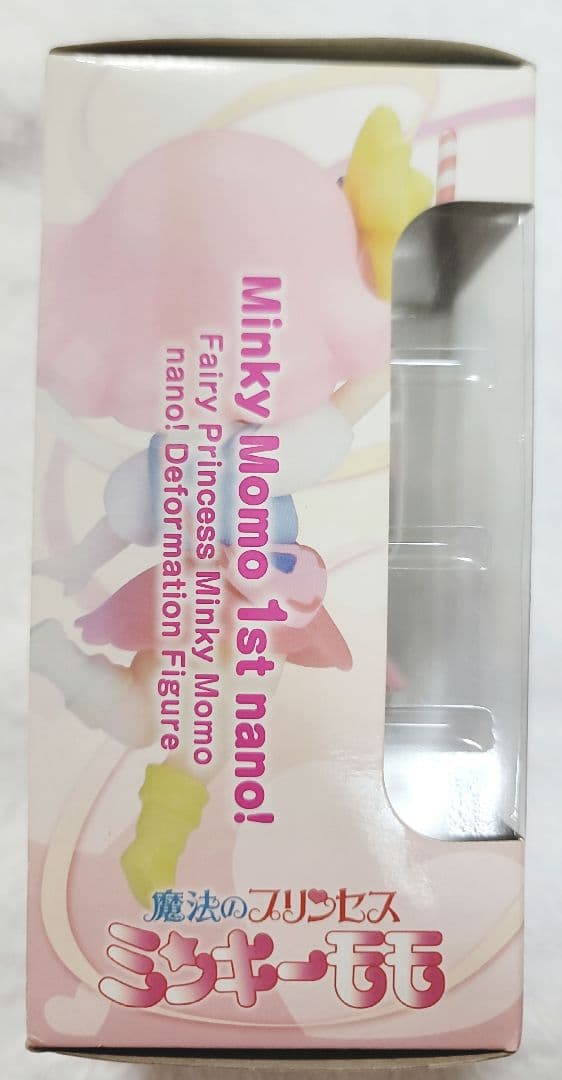 Minky Momo 1st nano!
Fairy Princess Minky Momo
nano! Deformation Figure
魔法のプリンセス
ミンキーモモ